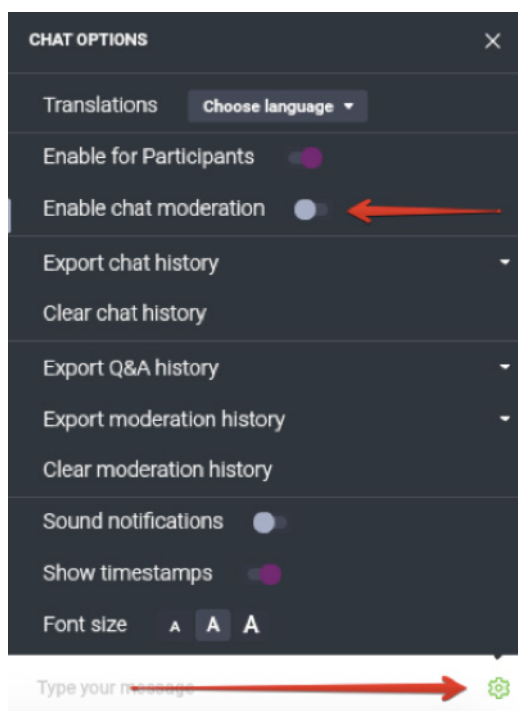 CHAT OPTIONS
Translations Choose language
Enable for Participants
Enable chat moderation
Export chat history
Clear chat history
Export Q&A history
Export moderation history
Clear moderation history
Sound notifications
Show timestamps
Font size A A A
Type your message